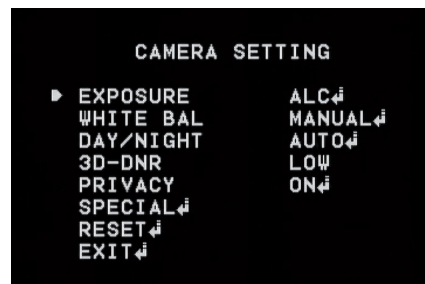 CAMERA SETTING
EXPOSURE ALC↲
WHITE BAL MANUAL↲
DAY/NIGHT AUTO↲
3D-DNR LOW
PRIVACY ON↲
SPECIAL↲
RESET↲
EXIT↲